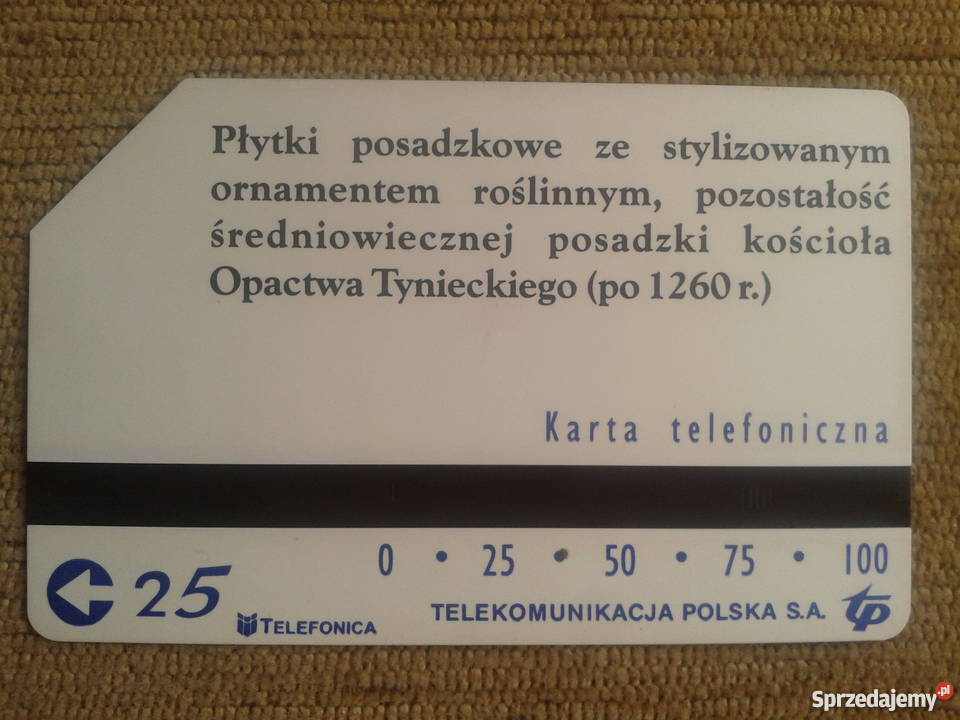 Płytki posadzkowe ze stylizowanym
ornamentem roślinnym, pozostałość
średniowiecznej posadzki kościoła
Opactwa Tynieckiego (po 1260 r.)
Karta telefoniczna
0 • 25 • 50 • 75 • 100
25
TELEFONICA
TELEKOMUNIKACJA POLSKA S.A.
tp
Sprzedajemy.pl